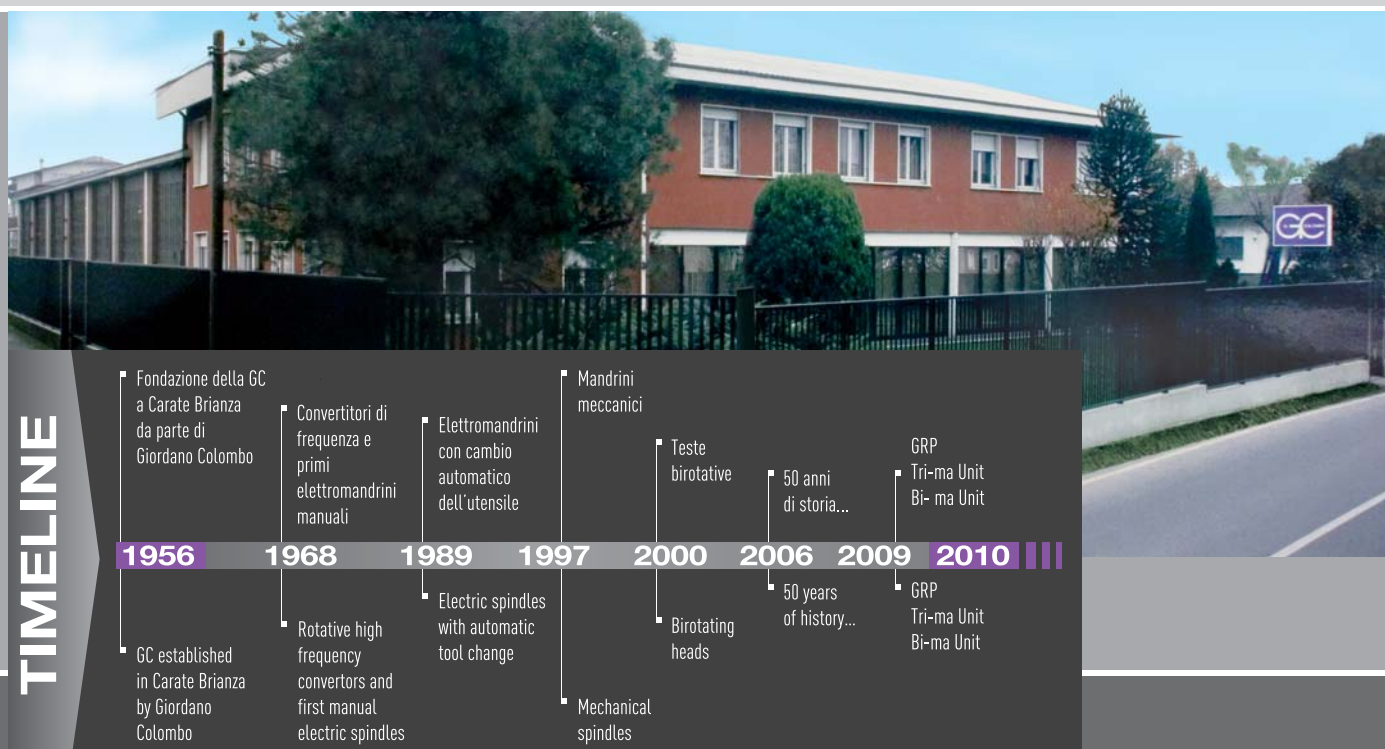 GC
TIMELINE
Fondazione della GC
a Carate Brianza
da parte di
Giordano Colombo
Convertitori di
frequenza e
primi
elettromandrini
manuali
Elettromandrini
con cambio
automatico
dell'utensile
Mandrini
meccanici
Teste
birotative
50 anni
di storia...
GRP
Tri-ma Unit
Bi- ma Unit
1956 1968 1989 1997 2000 2006 2009 2010
GC established
in Carate Brianza
by Giordano
Colombo
Rotative high
frequency
convertors and
first manual
electric spindles
Electric spindles
with automatic
tool change
Mechanical
spindles
Birotating
heads
50 years
of history...
GRP
Tri-ma Unit
Bi-ma Unit